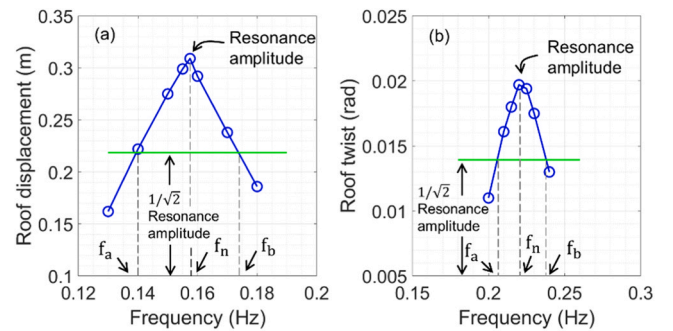 (a)
Resonance
amplitude
Roof displacement (m)
0.35
0.3
0.25
0.2
0.15
0.1
1/√2
Resonance
amplitude
fa
fn
fb
0.12
0.14
0.16
0.18
0.2
Frequency (Hz)
(b)
Resonance
amplitude
Roof twist (rad)
0.025
0.02
0.015
0.01
0.005
1/√2
Resonance
amplitude
fa
fn
fb
0.15
0.2
0.25
0.3
Frequency (Hz)